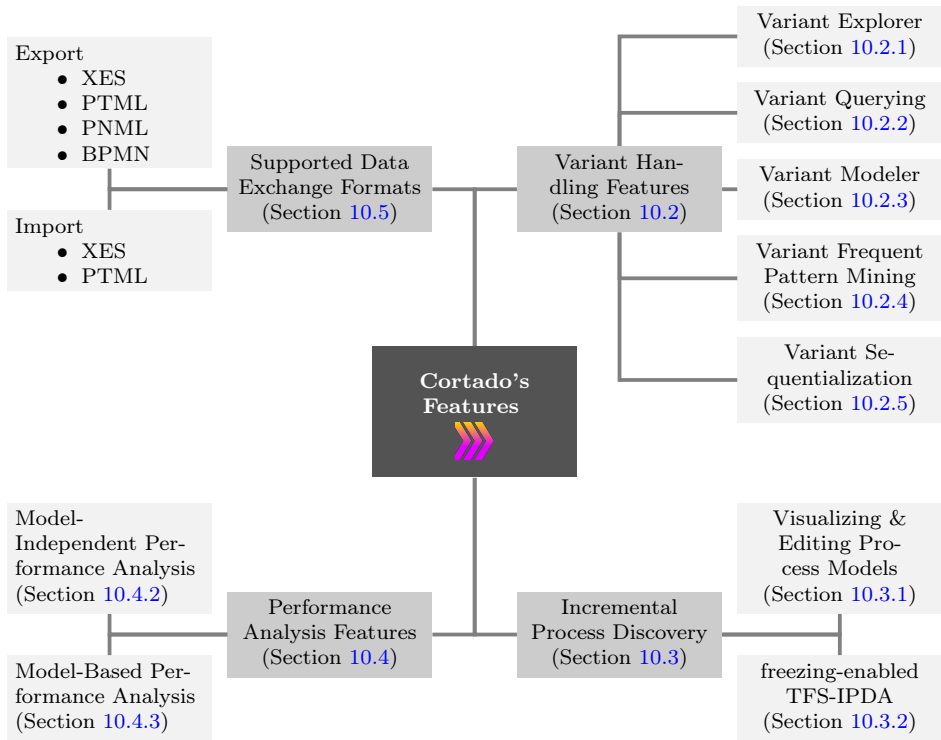 Export
• XES
• PTML
• PNML
• BPMN
Import
• XES
• PTML
Supported Data
Exchange Formats
(Section 10.5)
Variant Han-
dling Features
(Section 10.2)
Variant Explorer
(Section 10.2.1)
Variant Querying
(Section 10.2.2)
Variant Modeler
(Section 10.2.3)
Variant Frequent
Pattern Mining
(Section 10.2.4)
Variant Se-
quentialization
(Section 10.2.5)
Cortado's
Features
Model-
Independent Per-
formance Analysis
(Section 10.4.2)
Model-Based Per-
formance Analysis
(Section 10.4.3)
Performance
Analysis Features
(Section 10.4)
Incremental
Process Discovery
(Section 10.3)
Visualizing &
Editing Pro-
cess Models
(Section 10.3.1)
freezing-enabled
TFS-IPDA
(Section 10.3.2)